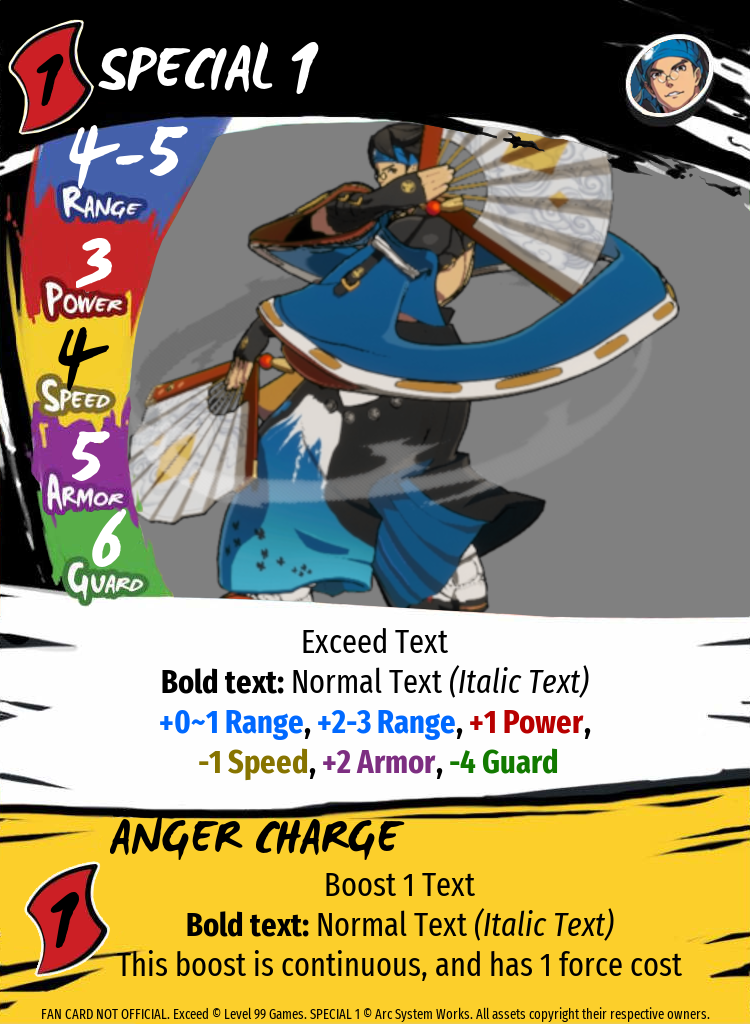 1 SPECIAL 1
4-5
RANGE
3
POWER
4
SPEED
5
ARMOR
6
GUARD
Exceed Text
Bold text: Normal Text (Italic Text)
+0~1 Range, +2-3 Range, +1 Power,
-1 Speed, +2 Armor, -4 Guard
ANGER CHARGE
1
Boost 1 Text
Bold text: Normal Text (Italic Text)
This boost is continuous, and has 1 force cost
FAN CARD NOT OFFICIAL. Exceed © Level 99 Games. SPECIAL 1 © Arc System Works. All assets copyright their respective owners.